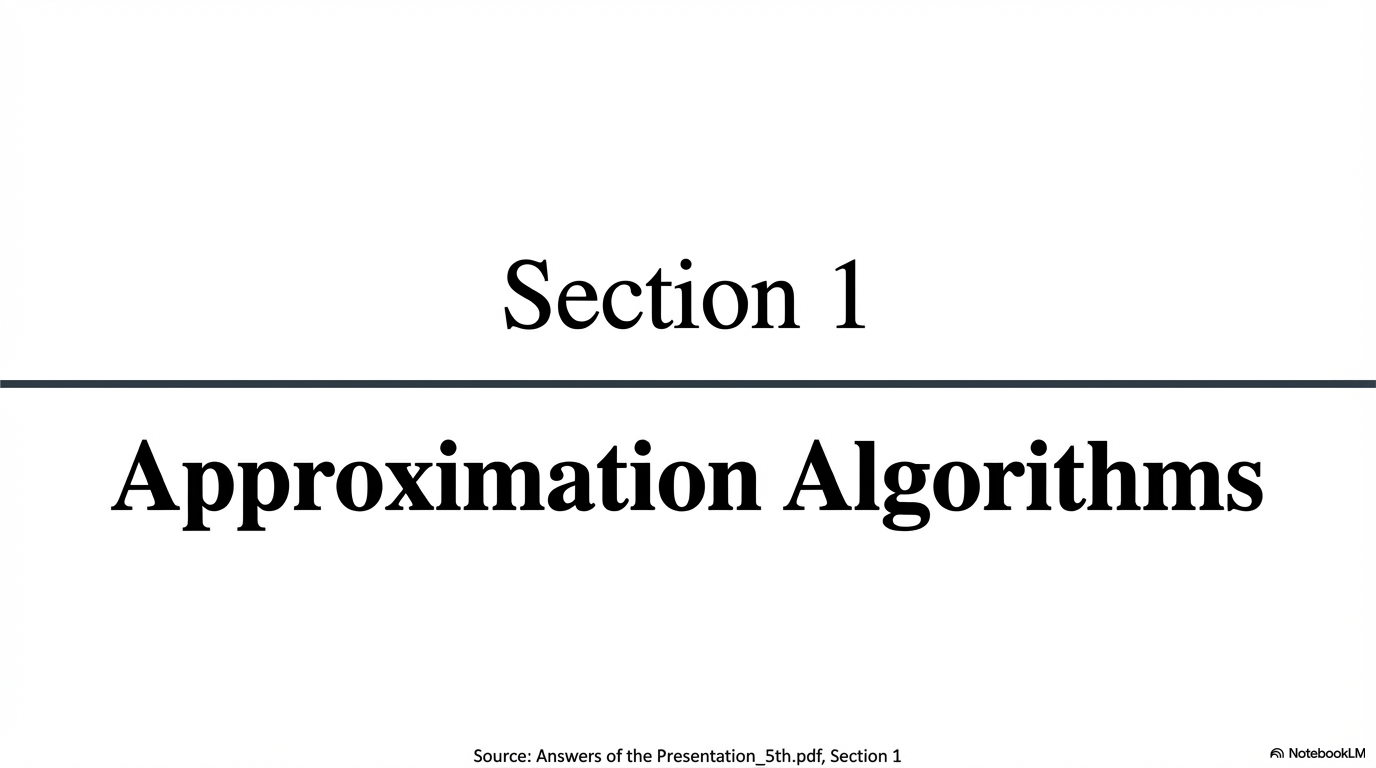 Section 1
Approximation Algorithms
Source: Answers of the Presentation_5th.pdf, Section 1
NotebookLM